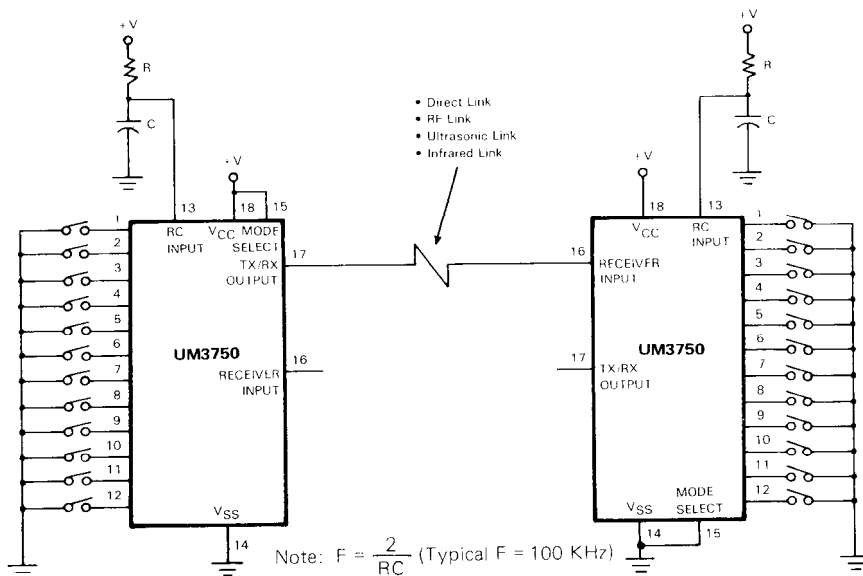 +V
R
C
13
+V
18
15
RC
INPUT
VCC
MODE
SELECT
TX/RX
OUTPUT
17
1
2
3
4
5
6
7
8
9
10
11
12
UM3750
RECEIVER
INPUT
16
VSS
14
• Direct Link
• RF Link
• Ultrasonic Link
• Infrared Link
+V
R
C
+V
18
13
VCC
RC
INPUT
16
RECEIVER
INPUT
UM3750
17
TX/RX
OUTPUT
1
2
3
4
5
6
7
8
9
10
11
12
VSS
MODE
SELECT
14
15
Note: F = 2/RC (Typical F = 100 KHz)